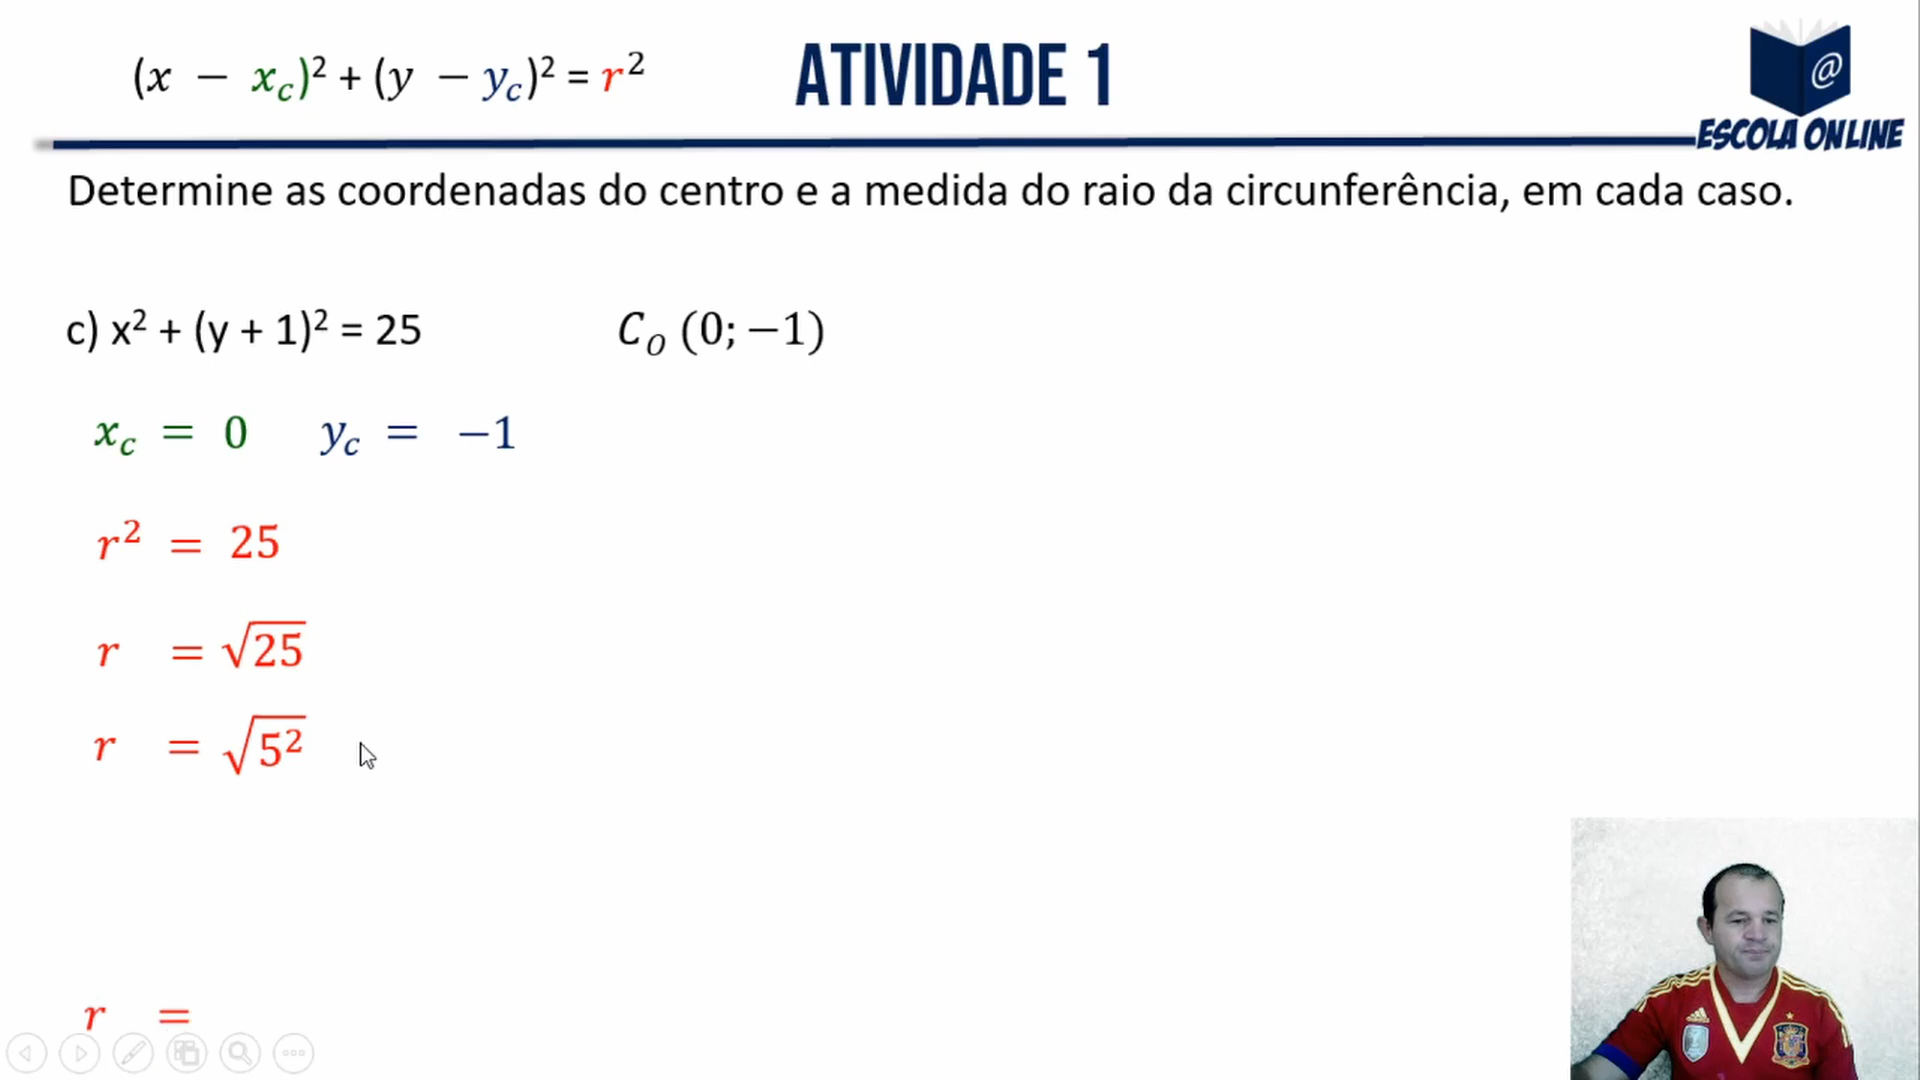 (x − x_c)² + (y − y_c)² = r²
ATIVIDADE 1
@
ESCOLA ONLINE
Determine as coordenadas do centro e a medida do raio da circunferência, em cada caso.
c) x² + (y + 1)² = 25
C_O (0; −1)
x_c = 0 y_c = −1
r² = 25
r = √25
r = √5²
r =